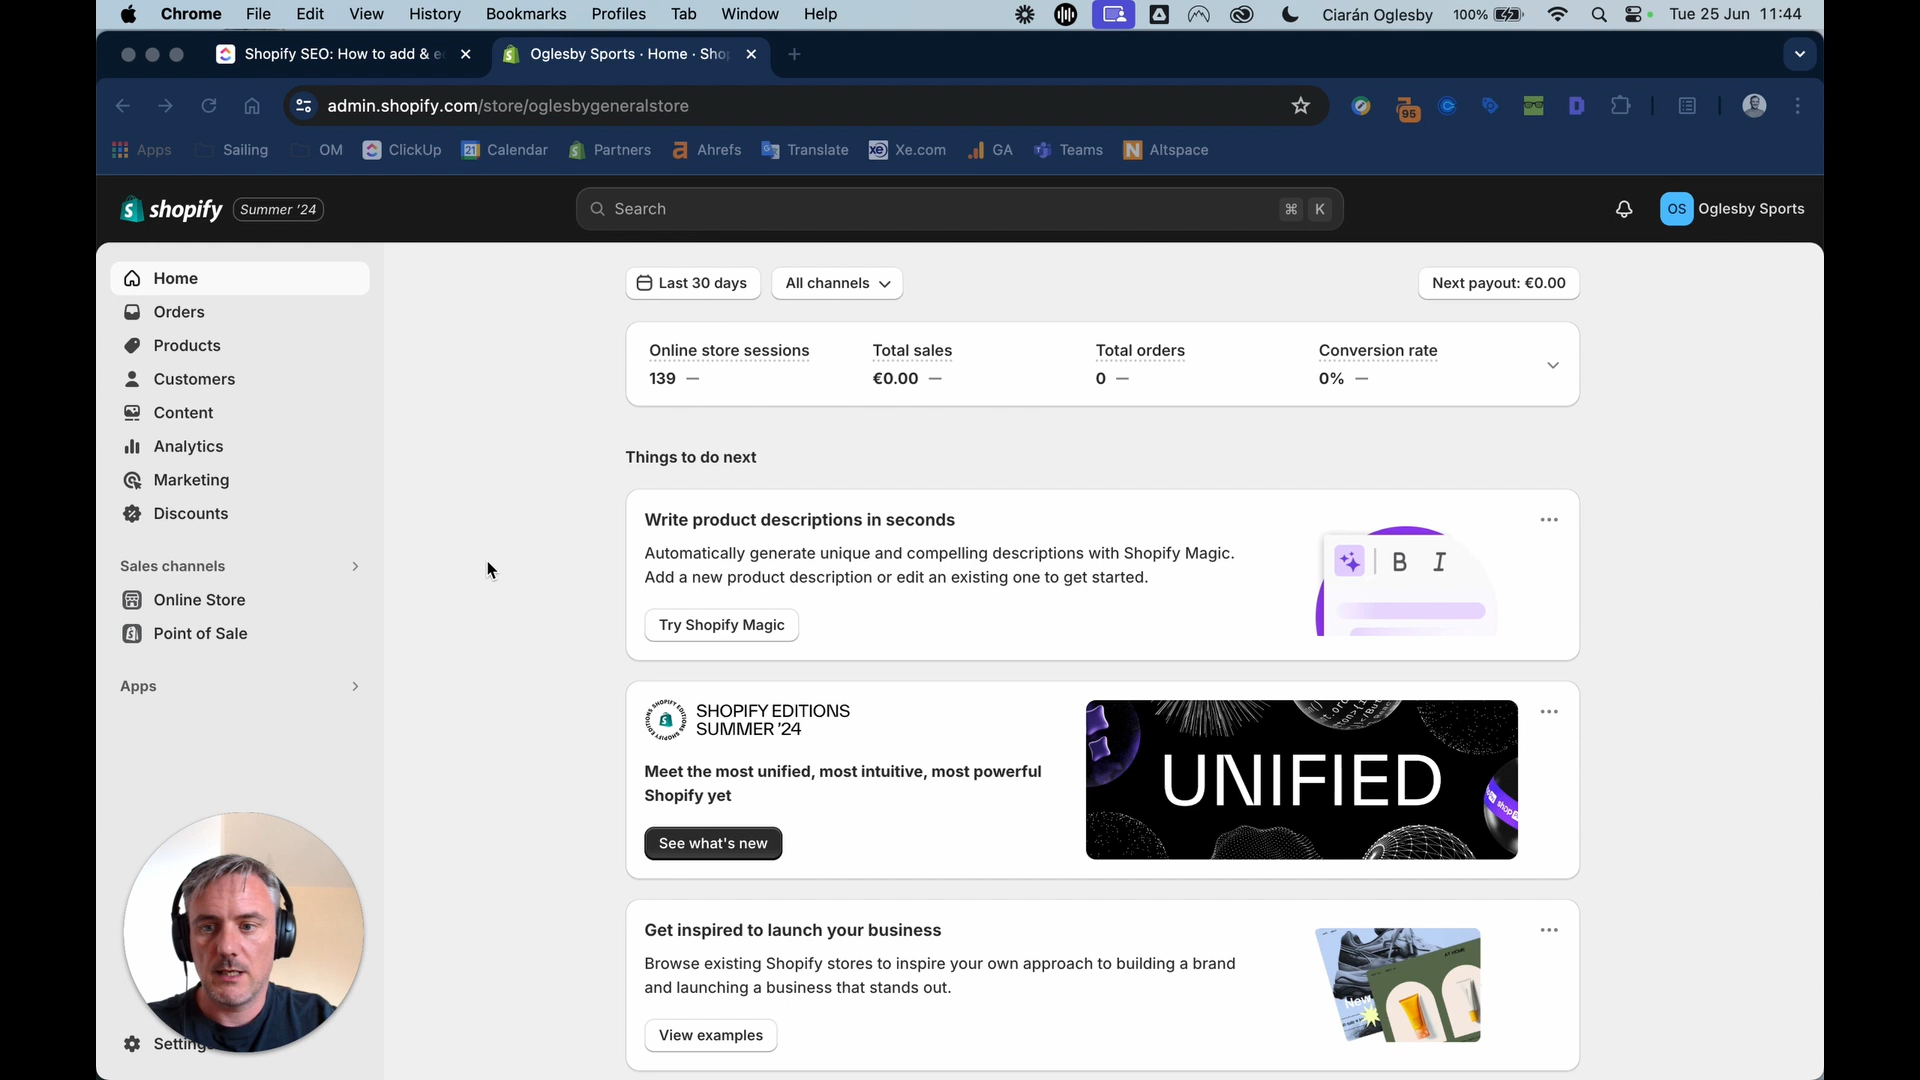 Chrome File Edit View History Bookmarks Profiles Tab Window Help Ciarán Oglesby 100% Tue 25 Jun 11:44
Shopify SEO: How to add & e
Oglesby Sports · Home · Sho
admin.shopify.com/store/oglesbygeneralstore
95
Apps Sailing OM ClickUp 21 Calendar Partners Ahrefs Translate Xe.com GA Teams Altspace
shopify Summer '24
Search ⌘ K
OS Oglesby Sports
Home
Orders
Products
Customers
Content
Analytics
Marketing
Discounts
Sales channels
Online Store
Point of Sale
Apps
Settings
Last 30 days All channels Next payout: €0.00
Online store sessions Total sales Total orders Conversion rate
139 — €0.00 — 0 — 0% —
Things to do next
Write product descriptions in seconds
Automatically generate unique and compelling descriptions with Shopify Magic.
Add a new product description or edit an existing one to get started.
Try Shopify Magic
B I
SHOPIFY EDITIONS
SUMMER '24
Meet the most unified, most intuitive, most powerful
Shopify yet
See what's new
UNIFIED
Get inspired to launch your business
Browse existing Shopify stores to inspire your own approach to building a brand
and launching a business that stands out.
View examples
New
AT HOME